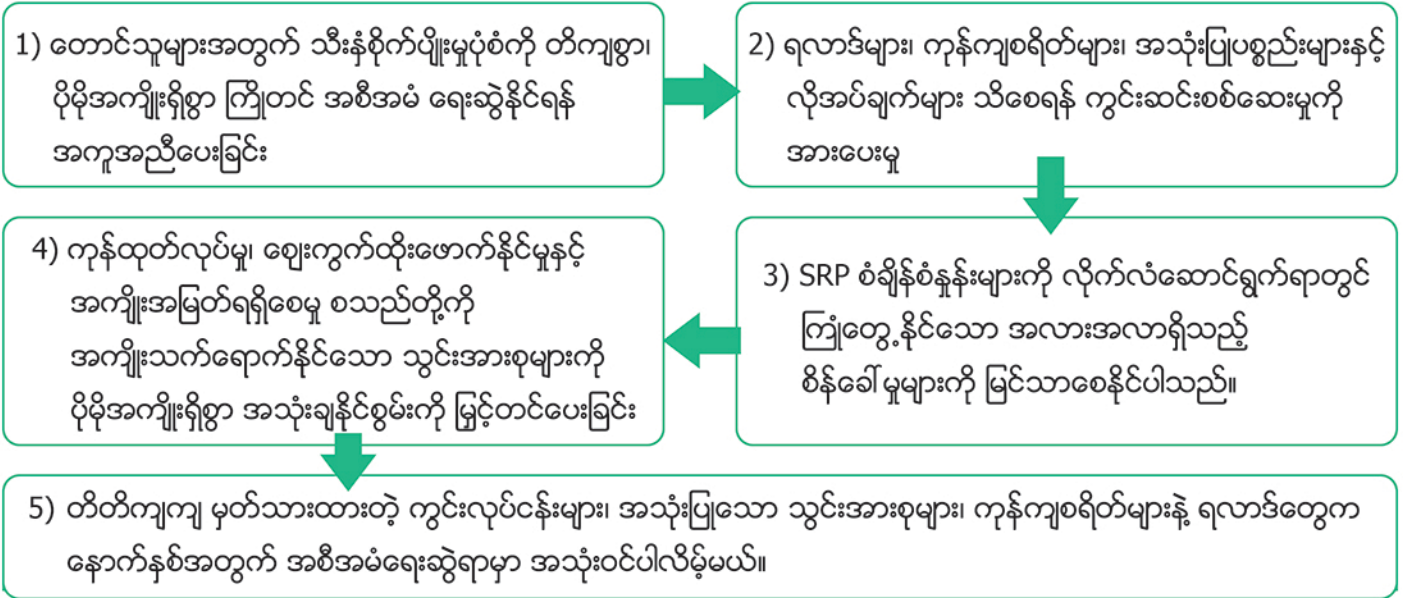 1) တောင်သူများအတွက် သီးနှံစိုက်ပျိုးမှုပုံစံကို တိကျစွာ၊
ပိုမိုအကျိုးရှိစွာ ကြိုတင် အစီအမံ ရေးဆွဲနိုင်ရန်
အကူအညီပေးခြင်း
2) ရလာဒ်များ၊ ကုန်ကျစရိတ်များ၊ အသုံးပြုပစ္စည်းများနှင့်
လိုအပ်ချက်များ သိစေရန် ကွင်းဆင်းစစ်ဆေးမှုကို
အားပေးမှု
3) SRP စံချိန်စံနှုန်းများကို လိုက်လံဆောင်ရွက်ရာတွင်
ကြုံတွေ့နိုင်သော အလားအလာရှိသည့်
စိန်ခေါ်မှုများကို မြင်သာစေနိုင်ပါသည်။
4) ကုန်ထုတ်လုပ်မှု၊ ဈေးကွက်ထိုးဖောက်နိုင်မှုနှင့်
အကျိုးအမြတ်ရရှိစေမှု စသည်တို့ကို
အကျိုးသက်ရောက်နိုင်သော သွင်းအားစုများကို
ပိုမိုအကျိုးရှိစွာ အသုံးချနိုင်စွမ်းကို မြှင့်တင်ပေးခြင်း
5) တိတိကျကျ မှတ်သားထားတဲ့ ကွင်းလုပ်ငန်းများ၊ အသုံးပြုသော သွင်းအားစုများ၊ ကုန်ကျစရိတ်များနဲ့ ရလာဒ်တွေက
နောက်နှစ်အတွက် အစီအမံရေးဆွဲရာမှာ အသုံးဝင်ပါလိမ့်မယ်။